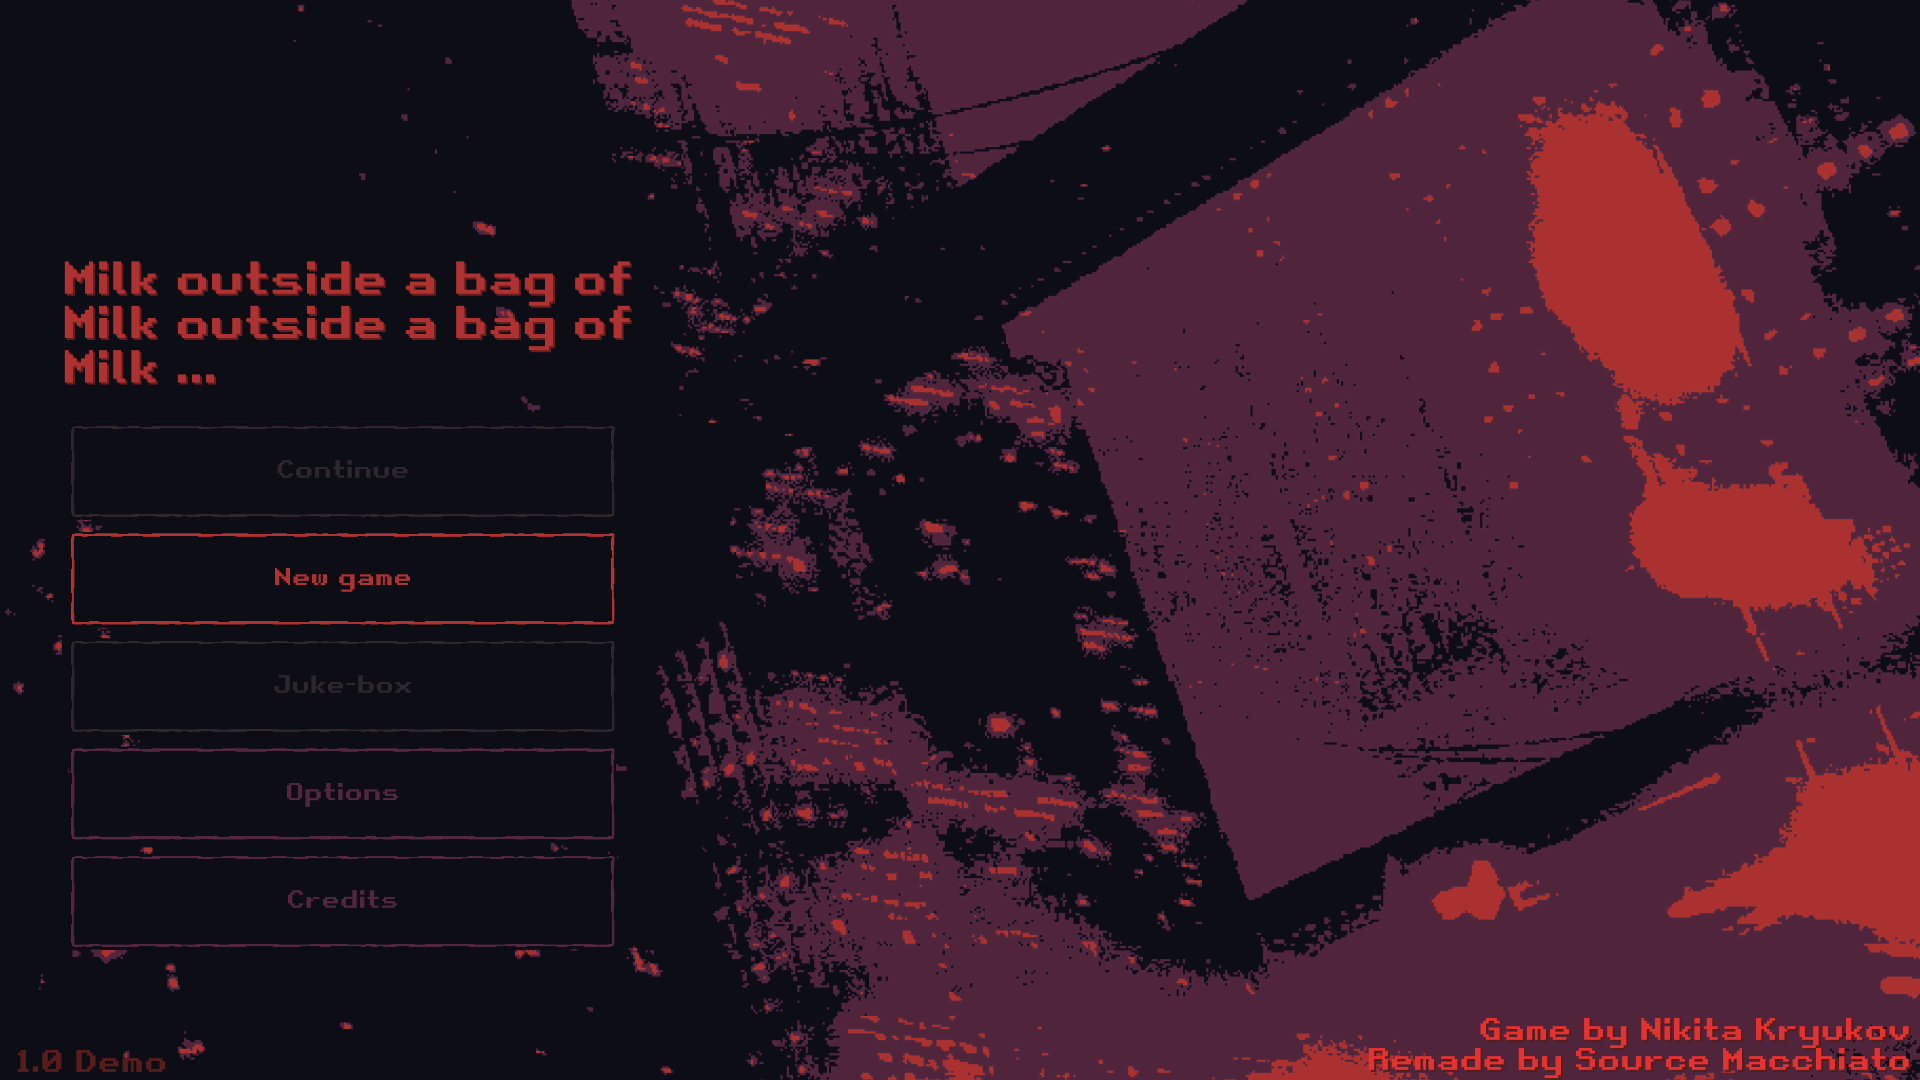 Milk outside a bag of
Milk outside a bag of
Milk ...
Continue
New game
Juke-box
Options
Credits
1.0 Demo
Game by Nikita Kryukov
Remade by Source Macchiato